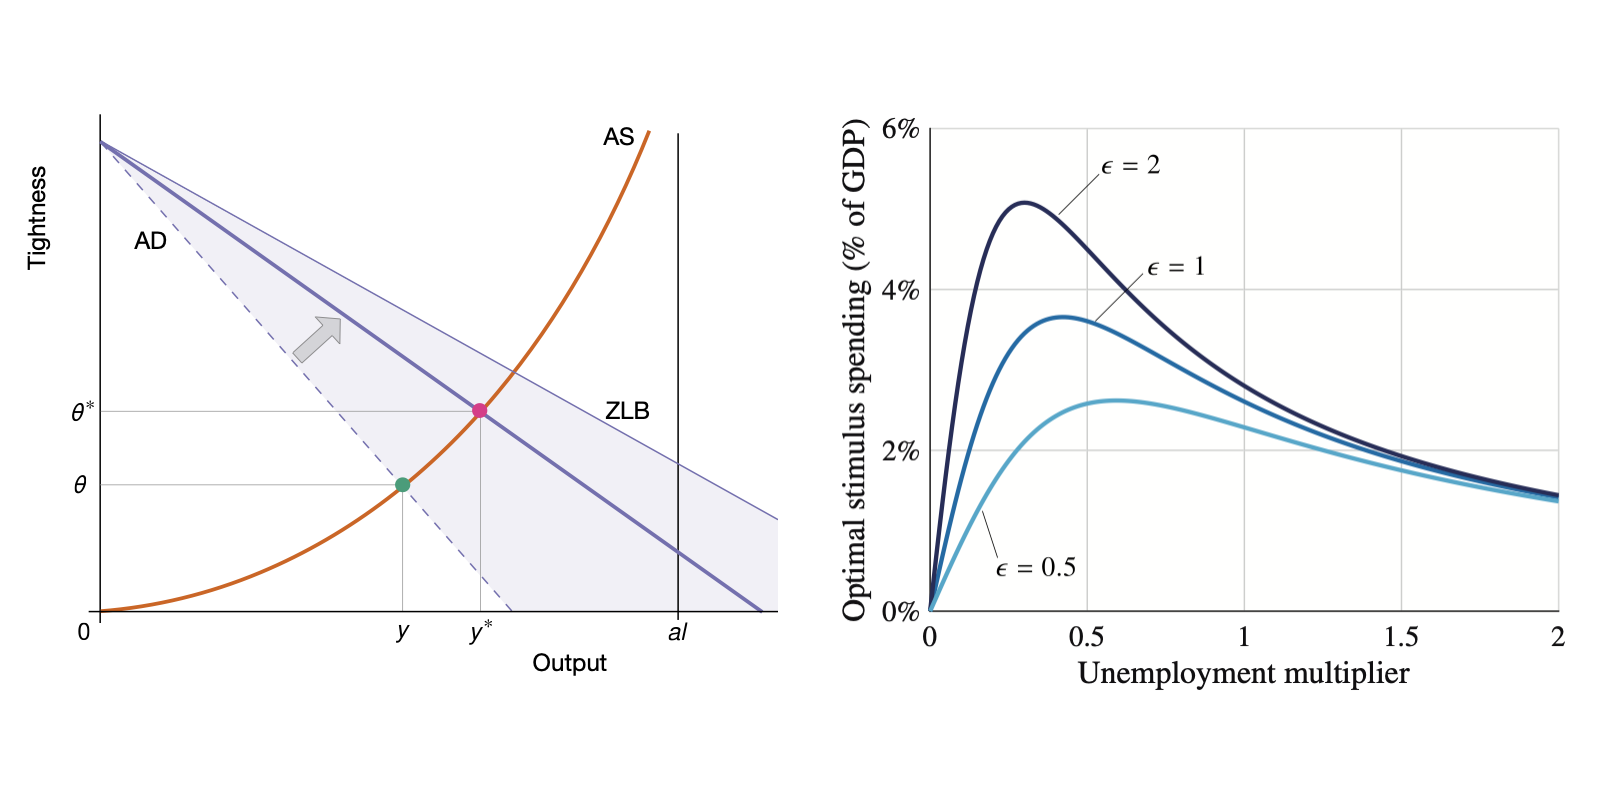 Tightness
AS
AD
ZLB
θ*
θ
0
y
y*
al
Output
Optimal stimulus spending (% of GDP)
6%
4%
2%
0%
ϵ = 2
ϵ = 1
ϵ = 0.5
0
0.5
1
1.5
2
Unemployment multiplier